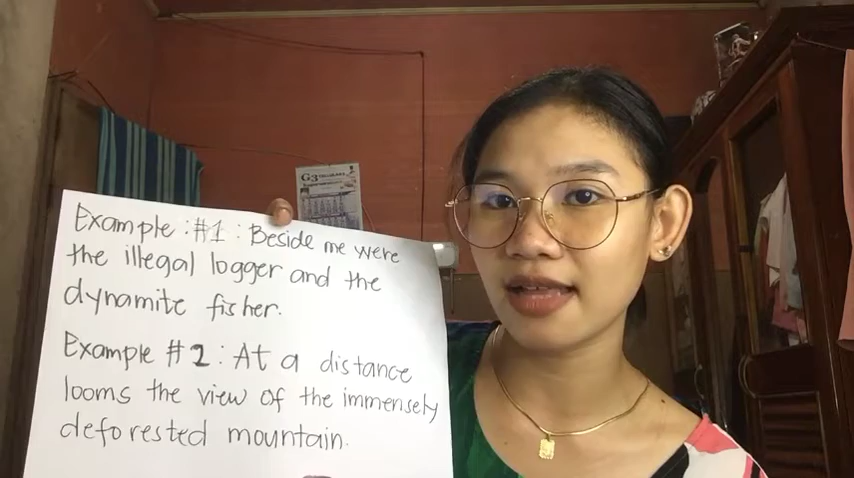 Example :#1 : Beside me were
the illegal logger and the
dynamite fisher.
Example #2 : At a distance
looms the view of the immensely
deforested mountain.
G3